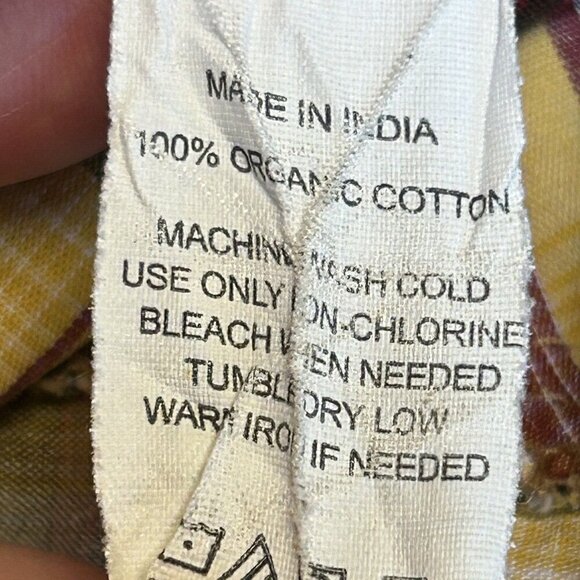 MADE IN INDIA
100% ORGANIC COTTON
MACHINE WASH COLD
USE ONLY NON-CHLORINE
BLEACH WHEN NEEDED
TUMBLE DRY LOW
WARM IRON IF NEEDED